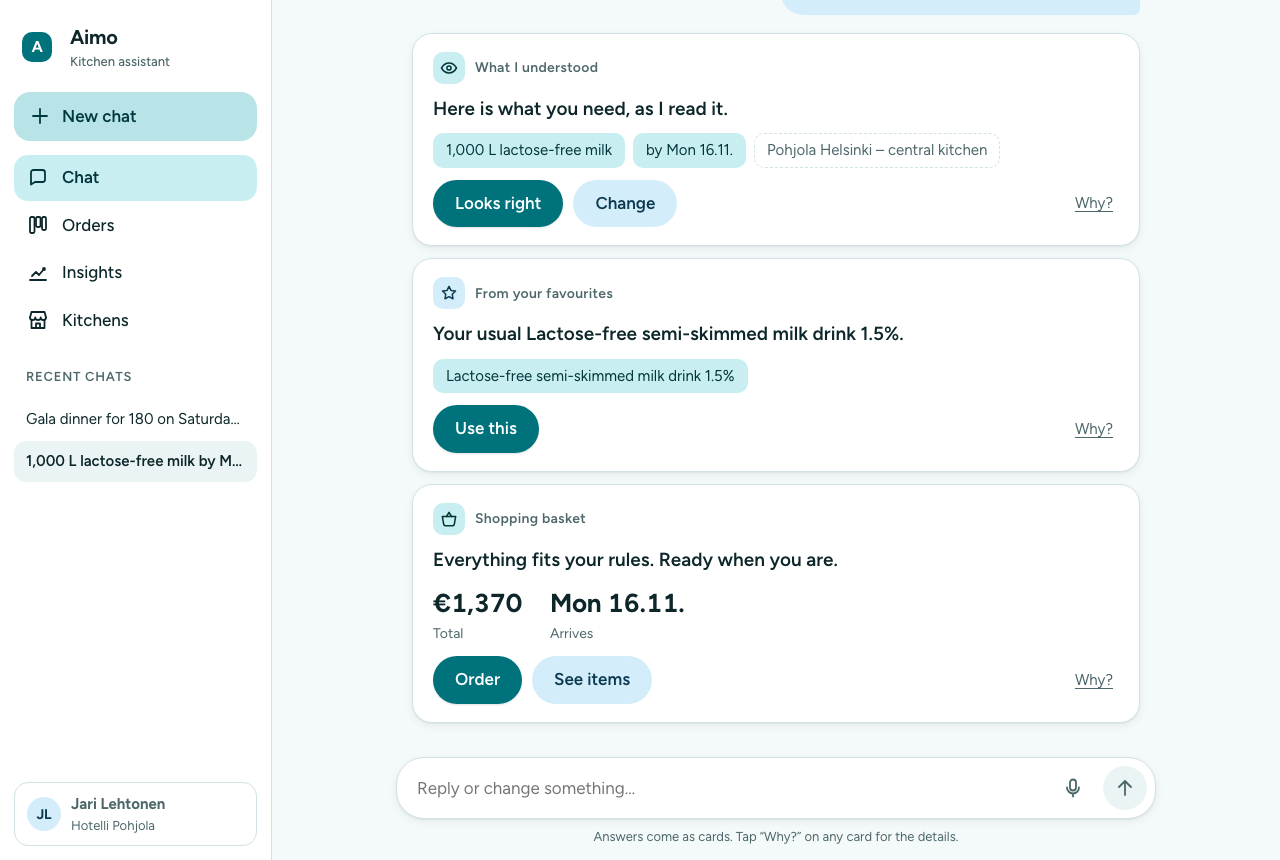 A
Aimo
Kitchen assistant
New chat
Chat
Orders
Insights
Kitchens
RECENT CHATS
Gala dinner for 180 on Saturda...
1,000 L lactose-free milk by M...
JL
Jari Lehtonen
Hotelli Pohjola
What I understood
Here is what you need, as I read it.
1,000 L lactose-free milk
by Mon 16.11.
Pohjola Helsinki – central kitchen
Looks right
Change
Why?
From your favourites
Your usual Lactose-free semi-skimmed milk drink 1.5%.
Lactose-free semi-skimmed milk drink 1.5%
Use this
Why?
Shopping basket
Everything fits your rules. Ready when you are.
€1,370
Total
Mon 16.11.
Arrives
Order
See items
Why?
Reply or change something...
Answers come as cards. Tap “Why?” on any card for the details.